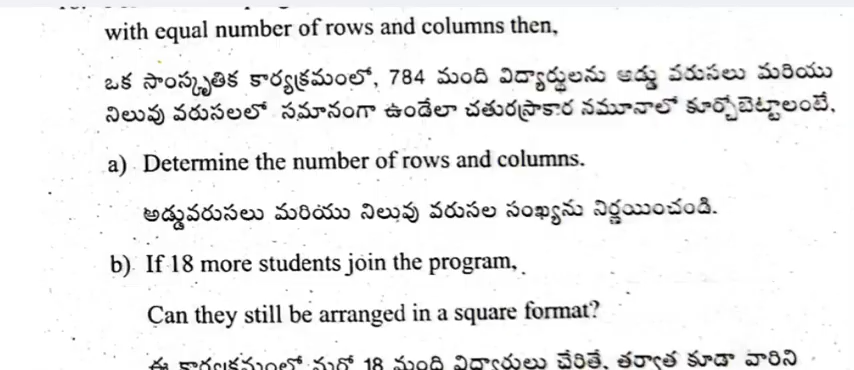 with equal number of rows and columns then,
ఒక సాంస్కృతిక కార్యక్రమంలో, 784 మంది విద్యార్థులను అడ్డు వరుసలు మరియు
నిలువు వరుసలలో సమానంగా ఉండేలా చతురస్రాకార నమూనాలో కూర్చోబెట్టాలంటే.
a) Determine the number of rows and columns.
అడ్డువరుసలు మరియు నిలువు వరుసల సంఖ్యను నిర్ణయించండి.
b) If 18 more students join the program,
Can they still be arranged in a square format?
ఈ కార్యక్రమంలో మరో 18 మంది విద్యార్థులు చేరితే, తర్వాత కూడా వారిని